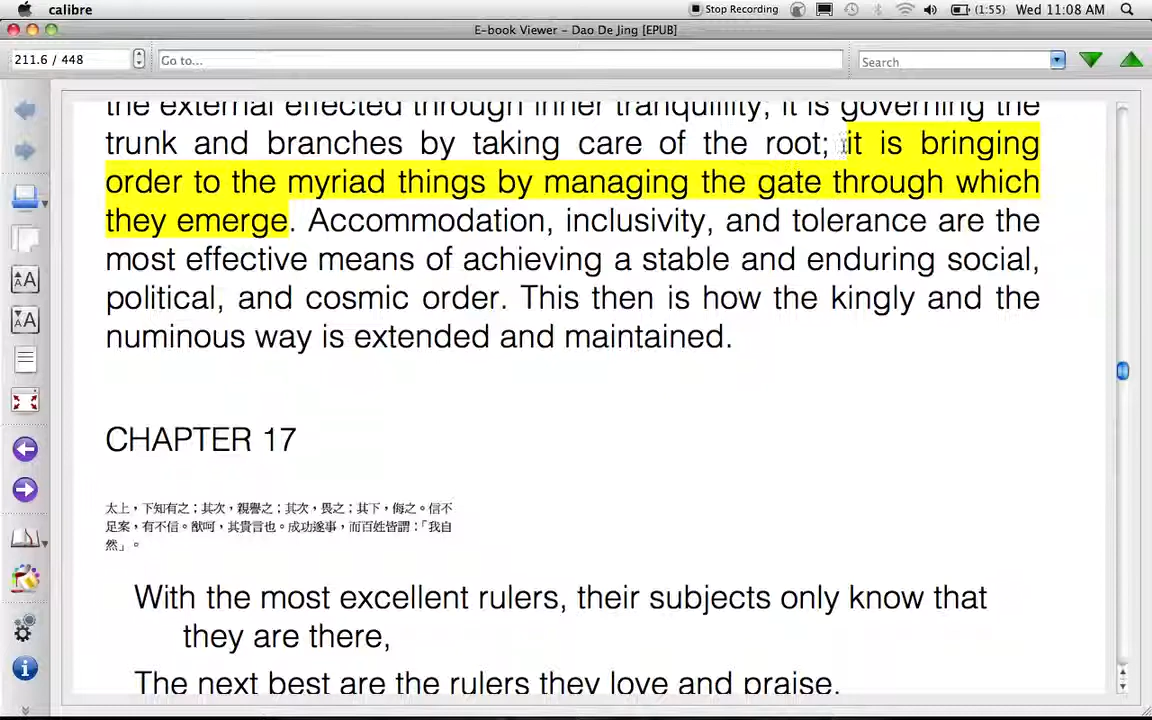 calibre
Stop Recording
(1:55)
Wed 11:08 AM
E-book Viewer – Dao De Jing [EPUB]
211.6 / 448
Go to...
Search
the external effected through inner tranquillity; it is governing the
trunk and branches by taking care of the root; it is bringing
order to the myriad things by managing the gate through which
they emerge. Accommodation, inclusivity, and tolerance are the
most effective means of achieving a stable and enduring social,
political, and cosmic order. This then is how the kingly and the
numinous way is extended and maintained.
CHAPTER 17
太上，下知有之；其次，親譽之；其次，畏之；其下，侮之。信不
足案，有不信。猷呵，其貴言也。成功遂事，而百姓皆謂：「我自
然」。
With the most excellent rulers, their subjects only know that
they are there,
The next best are the rulers they love and praise.